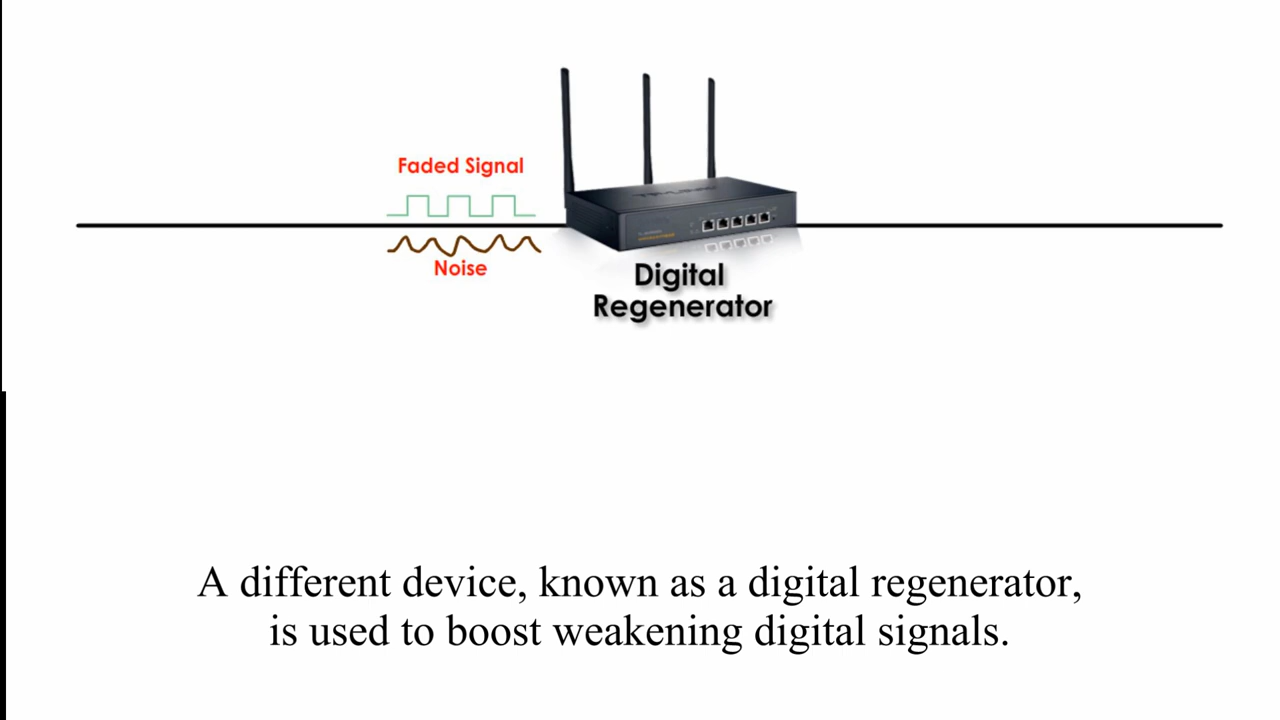 Faded Signal
Noise
Digital
Regenerator
A different device, known as a digital regenerator,
is used to boost weakening digital signals.